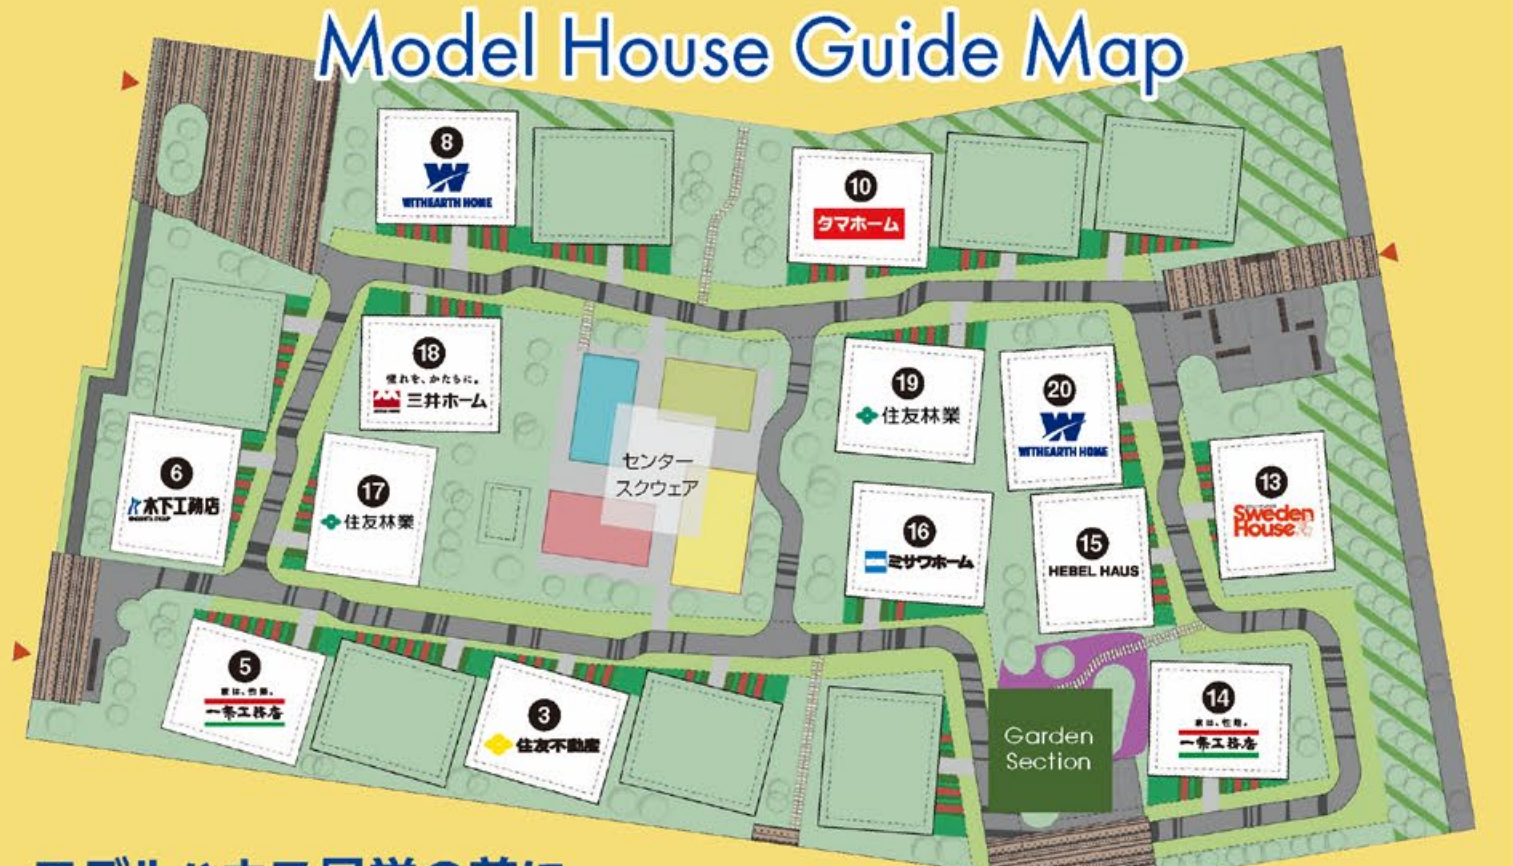 Model House Guide Map
8
WITHEARTH HOME
10
タマホーム
18
憧れを、かたちに。
三井ホーム
19
住友林業
20
WITHEARTH HOME
センター
スクウェア
6
木下工務店
17
住友林業
13
Sweden
House
16
ミサワホーム
15
HEBEL HAUS
5
家は、性能。
一条工務店
3
住友不動産
14
家は、性能。
一条工務店
Garden
Section